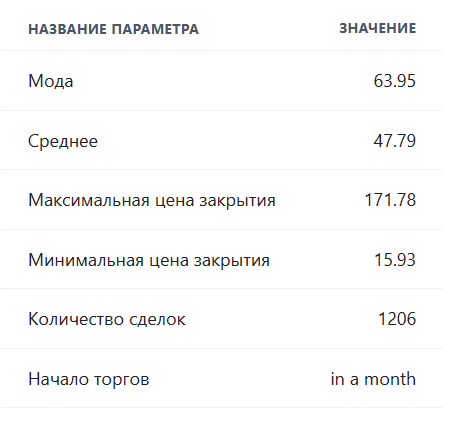 НАЗВАНИЕ ПАРАМЕТРА ЗНАЧЕНИЕ
Мода 63.95
Среднее 47.79
Максимальная цена закрытия 171.78
Минимальная цена закрытия 15.93
Количество сделок 1206
Начало торгов in a month